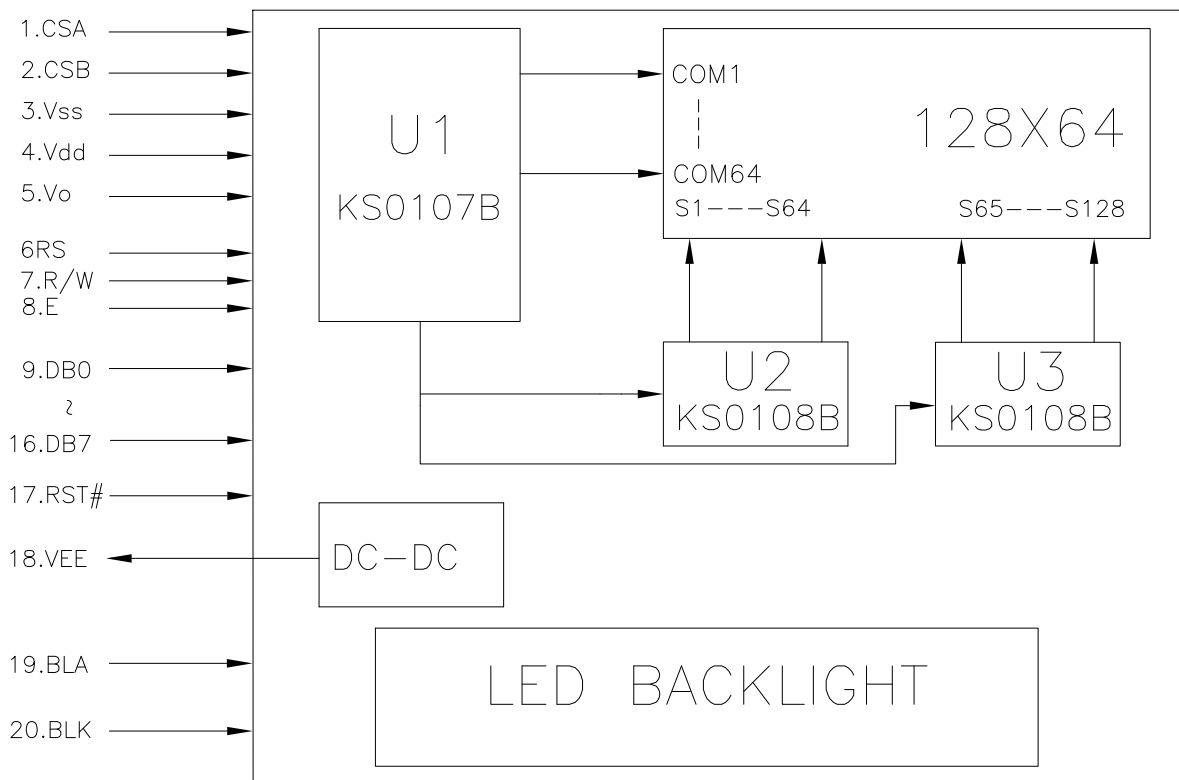 1.CSA
2.CSB
3.Vss
4.Vdd
5.Vo
6RS
7.R/W
8.E
9.DB0
~
16.DB7
17.RST#
18.VEE
19.BLA
20.BLK
U1
KS0107B
COM1
128X64
COM64
S1---S64 S65---S128
U2
KS0108B
U3
KS0108B
DC-DC
LED BACKLIGHT